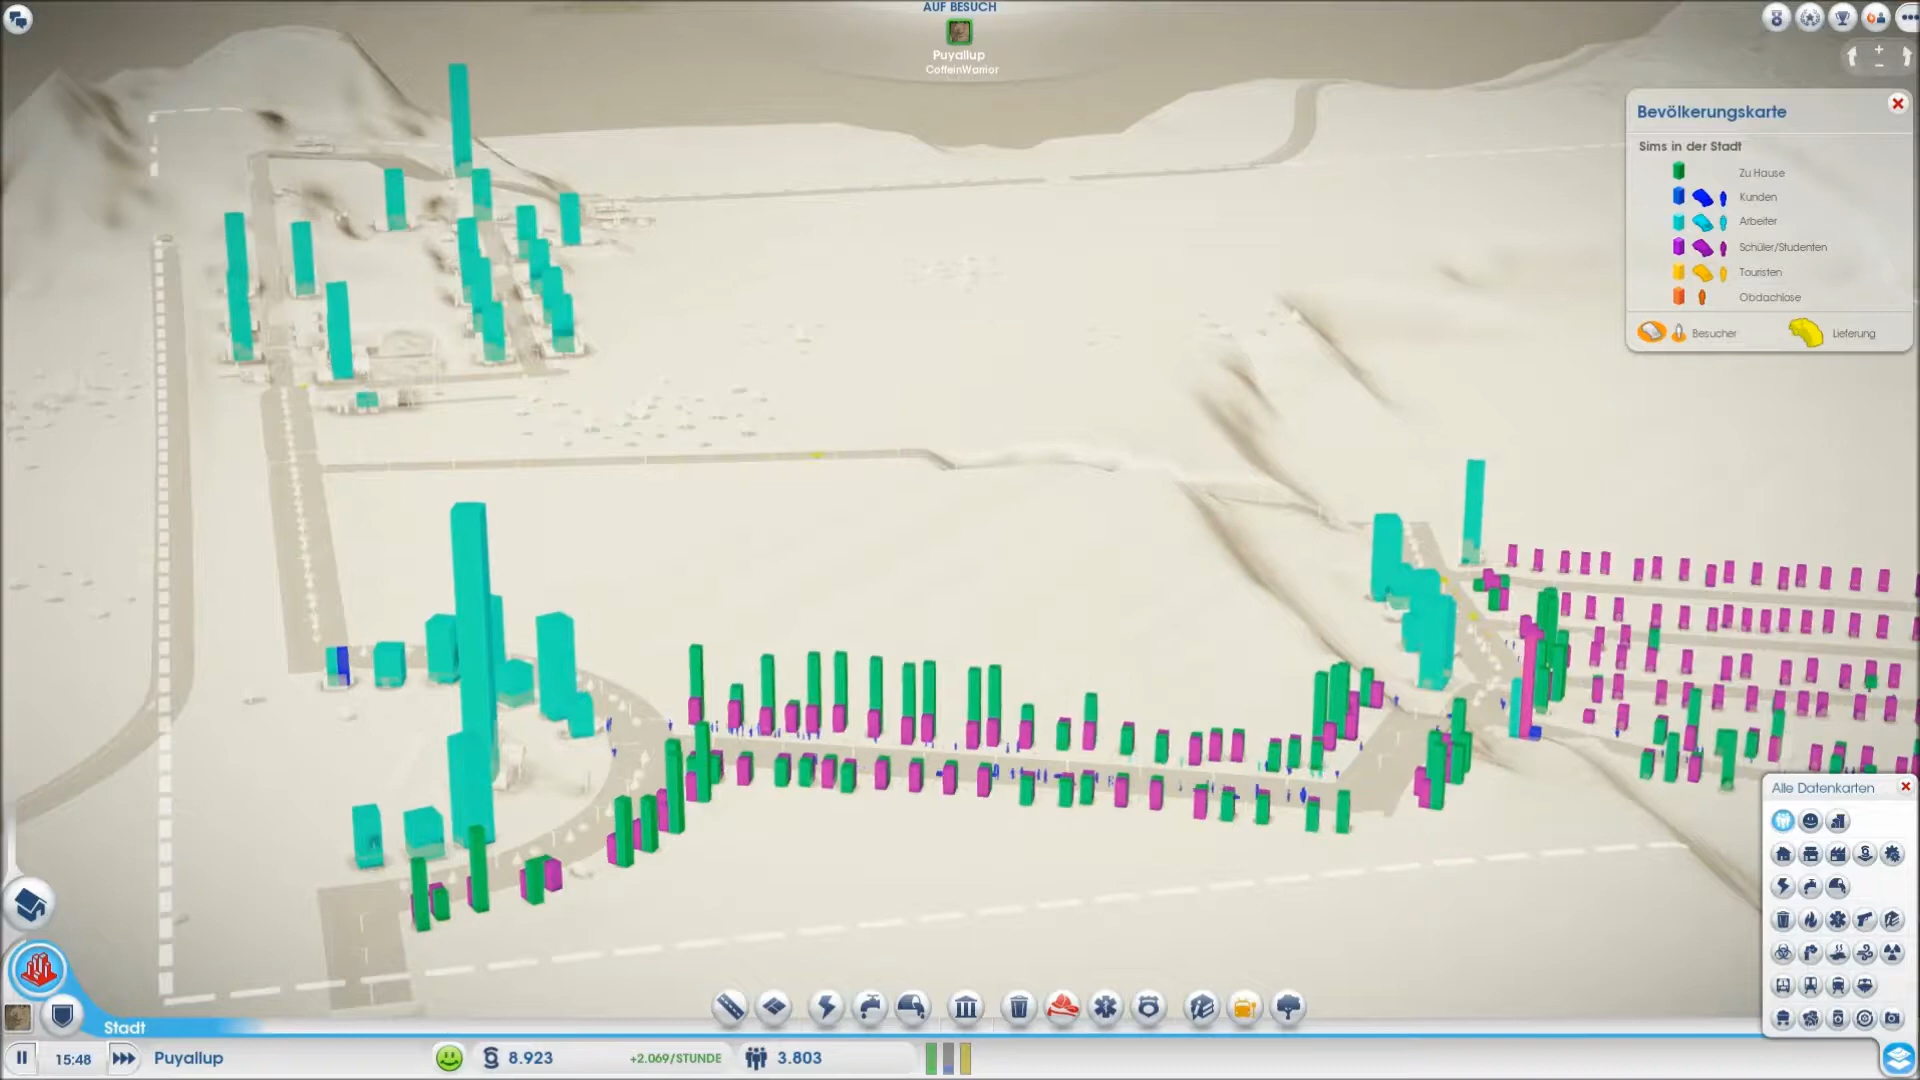 AUF BESUCH
Puyallup
CoffeinWarrior
Bevölkerungskarte
Sims in der Stadt
Zu Hause
Kunden
Arbeiter
Schüler/Studenten
Touristen
Obdachlose
Besucher
Lieferung
Alle Datenkarten
Stadt
15:48
Puyallup
8.923
+2.069/STUNDE
3.803